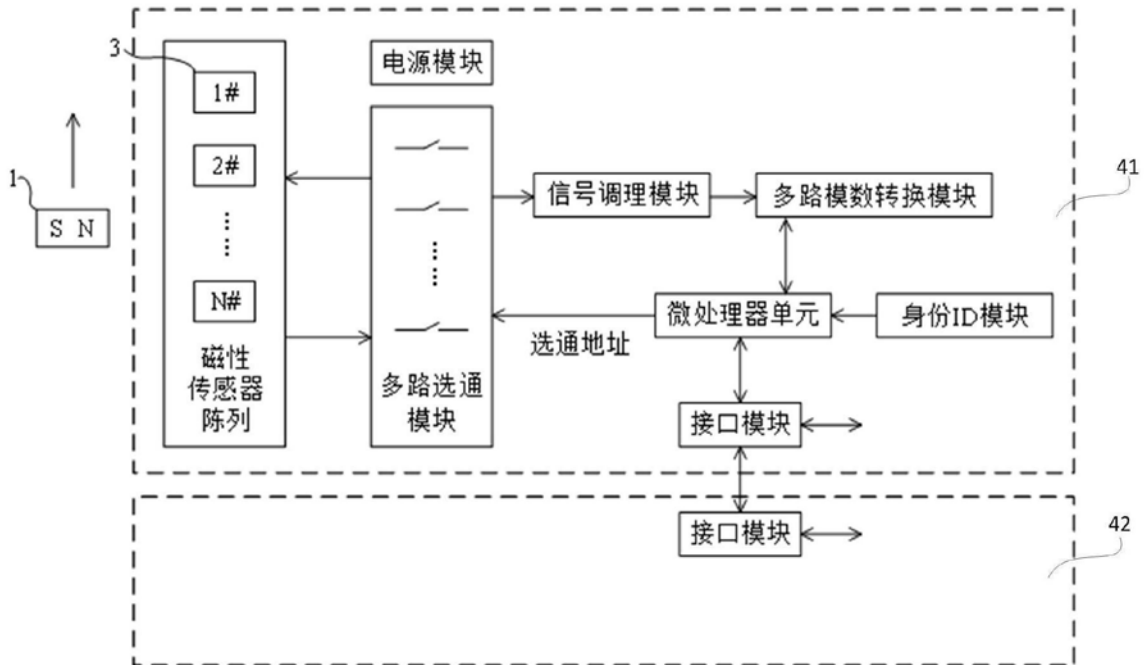 3
1#
2#
N#
磁性
传感器
陈列
电源模块
多路选通
模块
1
S N
信号调理模块
多路模数转换模块
41
微处理器单元
身份ID模块
选通地址
接口模块
接口模块
42